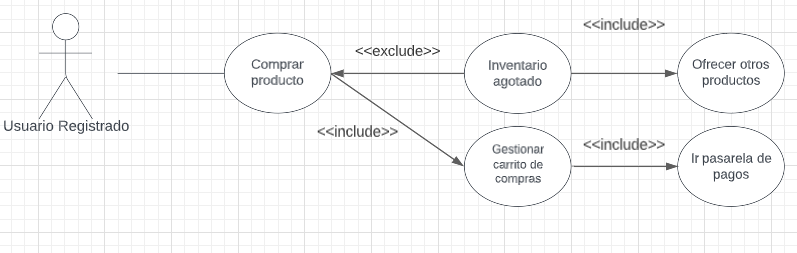 <<include>>
<<exclude>>
Comprar
producto
Inventario
agotado
Ofrecer otros
productos
Usuario Registrado
<<include>>
<<include>>
Gestionar
carrito de
compras
Ir pasarela de
pagos